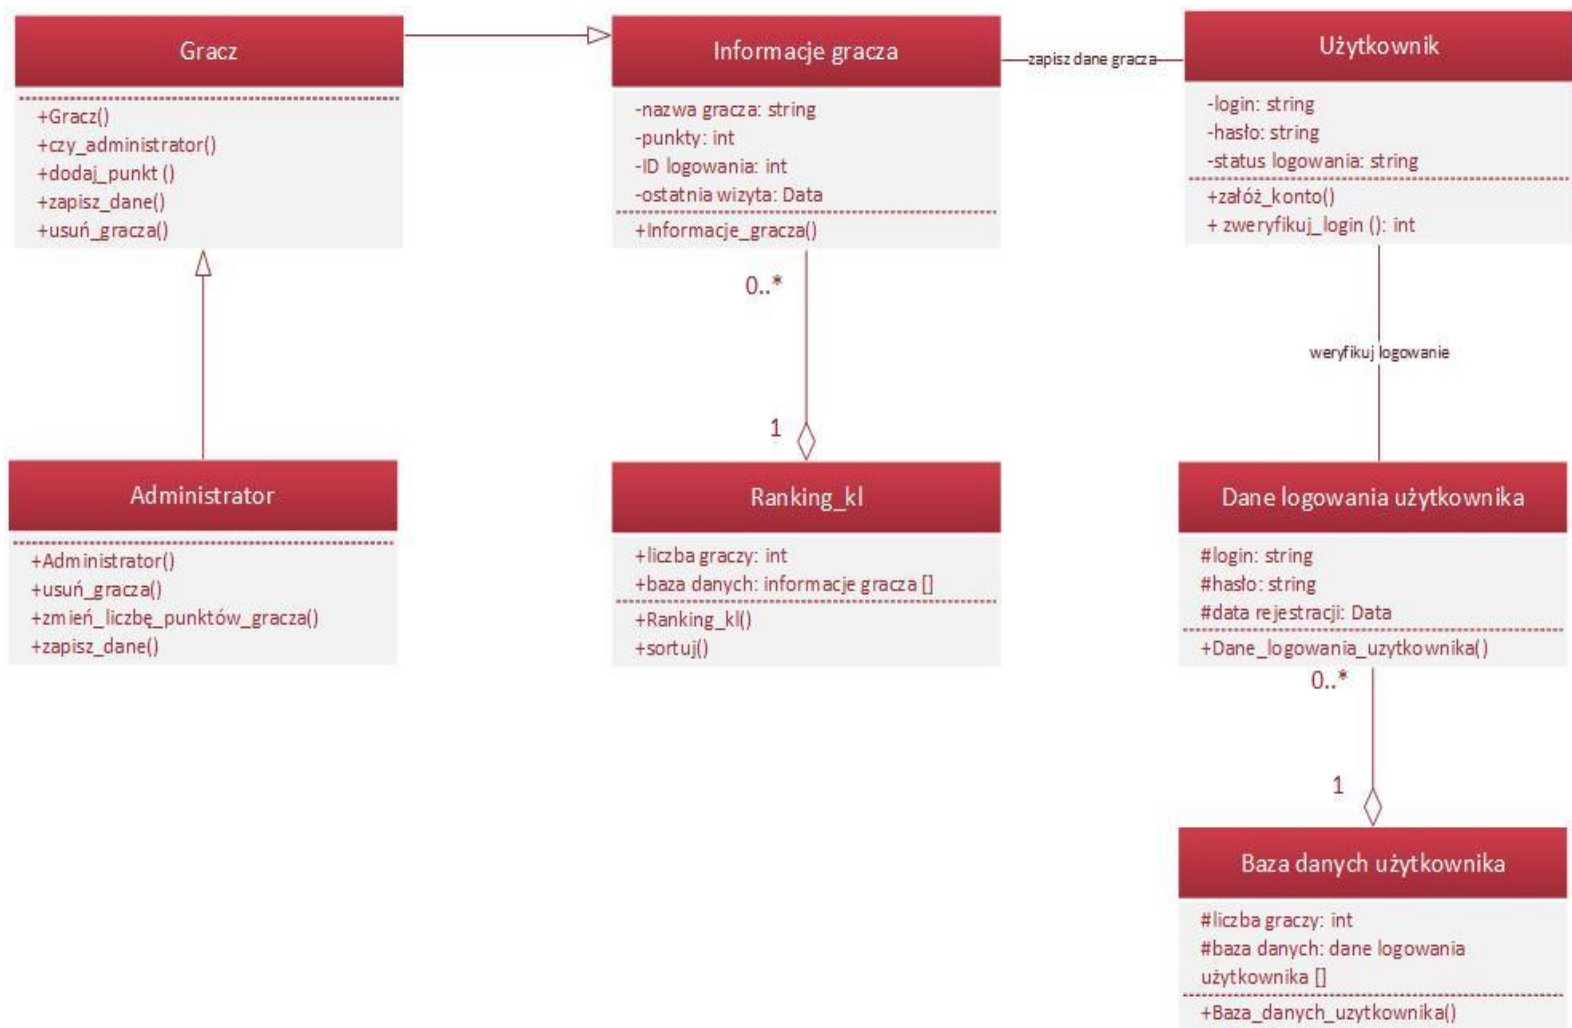 Gracz
+Gracz()
+czy_administrator()
+dodaj_punkt ()
+zapisz_dane()
+usuń_gracza()
Informacje gracza
-nazwa gracza: string
-punkty: int
-ID logowania: int
-ostatnia wizyta: Data
+Informacje_gracza()
zapisz dane gracza
Użytkownik
-login: string
-hasło: string
-status logowania: string
+załóż_konto()
+ zweryfikuj_login (): int
0..*
1
weryfikuj logowanie
Administrator
+Administrator()
+usuń_gracza()
+zmień_liczbę_punktów_gracza()
+zapisz_dane()
Ranking_kl
+liczba graczy: int
+baza danych: informacje gracza []
+Ranking_kl()
+sortuj()
Dane logowania użytkownika
#login: string
#hasło: string
#data rejestracji: Data
+Dane_logowania_uzytkownika()
0..*
1
Baza danych użytkownika
#liczba graczy: int
#baza danych: dane logowania
użytkownika []
+Baza_danych_uzytkownika()